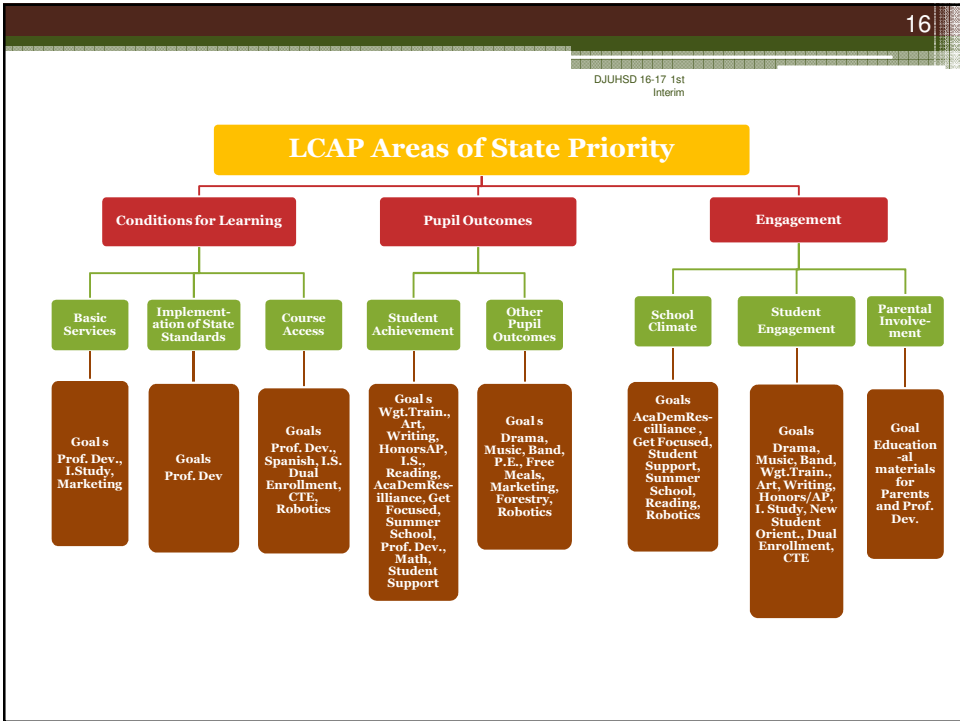 16
DJUHSD 16-17 1st
Interim
LCAP Areas of State Priority
Conditions for Learning
Pupil Outcomes
Engagement
Basic
Services
Implement-
ation of State
Standards
Course
Access
Student
Achievement
Other
Pupil
Outcomes
School
Climate
Student
Engagement
Parental
Involve-
ment
Goal s
Prof. Dev.,
I.Study,
Marketing
Goals
Prof. Dev
Goals
Prof. Dev.,
Spanish, I.S.
Dual
Enrollment,
CTE,
Robotics
Goal s
Wgt.Train.,
Art,
Writing,
HonorsAP,
I.S.,
Reading,
AcaDemRes-
illiance, Get
Focused,
Summer
School,
Prof. Dev.,
Math,
Student
Support
Goal s
Drama,
Music, Band,
P.E., Free
Meals,
Marketing,
Forestry,
Robotics
Goals
AcaDemRes-
cilliance ,
Get Focused,
Student
Support,
Summer
School,
Reading,
Robotics
Goals
Drama,
Music, Band,
Wgt.Train.,
Art, Writing,
Honors/AP,
I. Study, New
Student
Orient., Dual
Enrollment,
CTE
Goal
Education
-al
materials
for
Parents
and Prof.
Dev.